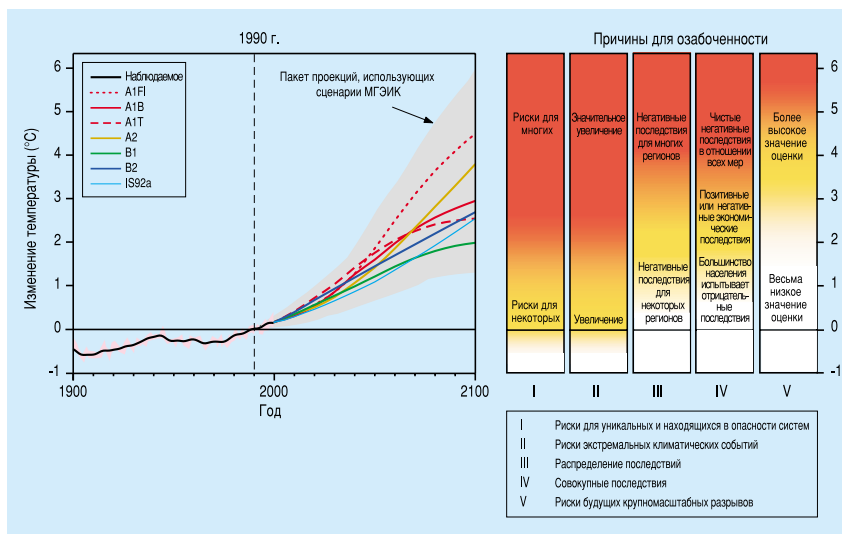 1990 г.
Причины для озабоченности
Изменение температуры (°C)
6
5
4
3
2
1
0
-1
Наблюдаемое
A1FI
A1B
A1T
A2
B1
B2
IS92a
Пакет проекций, использующих
сценарии МГЭИК
1900
2000
2100
Год
Риски для
многих
Риски для
некоторых
Значительное
увеличение
Увеличение
Негативные
последствия
для многих
регионов
Негативные
последствия
для
некоторых
регионов
Чистые
негативные
последствия
в отношении
всех мер
Позитивные
или негатив-
ные экономи-
ческие
последствия
Большинство
населения
испытывает
отрицатель-
ные
последствия
Более
высокое
значение
оценки
Весьма
низкое
значение
оценки
6
5
4
3
2
1
0
-1
I
II
III
IV
V
I Риски для уникальных и находящихся в опасности систем
II Риски экстремальных климатических событий
III Распределение последствий
IV Совокупные последствия
V Риски будущих крупномасштабных разрывов